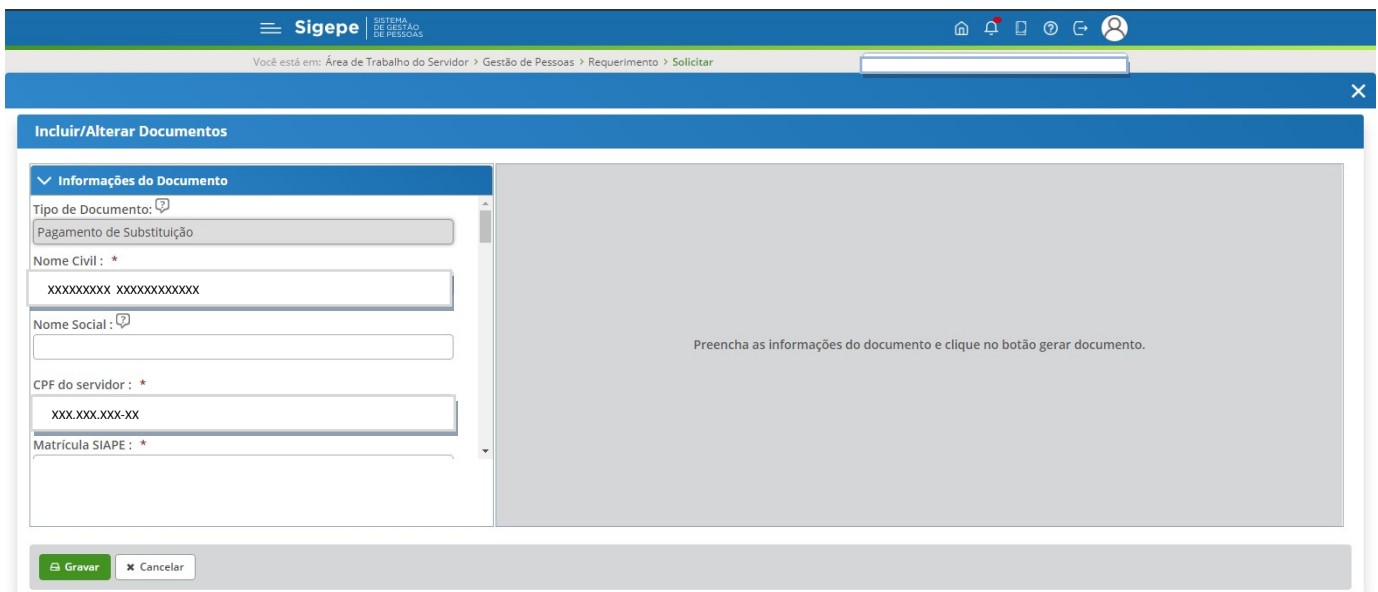 Sigepe
SISTEMA
DE GESTÃO
DE PESSOAS
Você está em: Área de Trabalho do Servidor > Gestão de Pessoas > Requerimento > Solicitar
Incluir/Alterar Documentos
Informações do Documento
Tipo de Documento:
Pagamento de Substituição
Nome Civil : *
XXXXXXXXX XXXXXXXXXXXX
Nome Social :
CPF do servidor : *
XXX.XXX.XXX-XX
Matrícula SIAPE : *
Preencha as informações do documento e clique no botão gerar documento.
Gravar
Cancelar